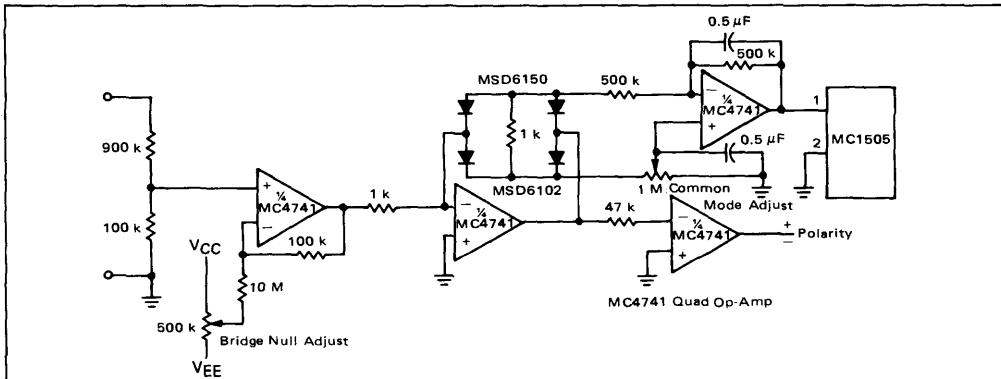 0.5 μF
500 k
MSD6150
500 k
−
¼
MC4741
+
1
MC1505
2
900 k
1 k
0.5 μF
+
¼
MC4741
−
1 k
MSD6102
1 M Common
Mode Adjust
100 k
100 k
−
¼
MC4741
+
47 k
−
¼
MC4741
+
+
−
Polarity
VCC
10 M
MC4741 Quad Op-Amp
500 k
Bridge Null Adjust
VEE